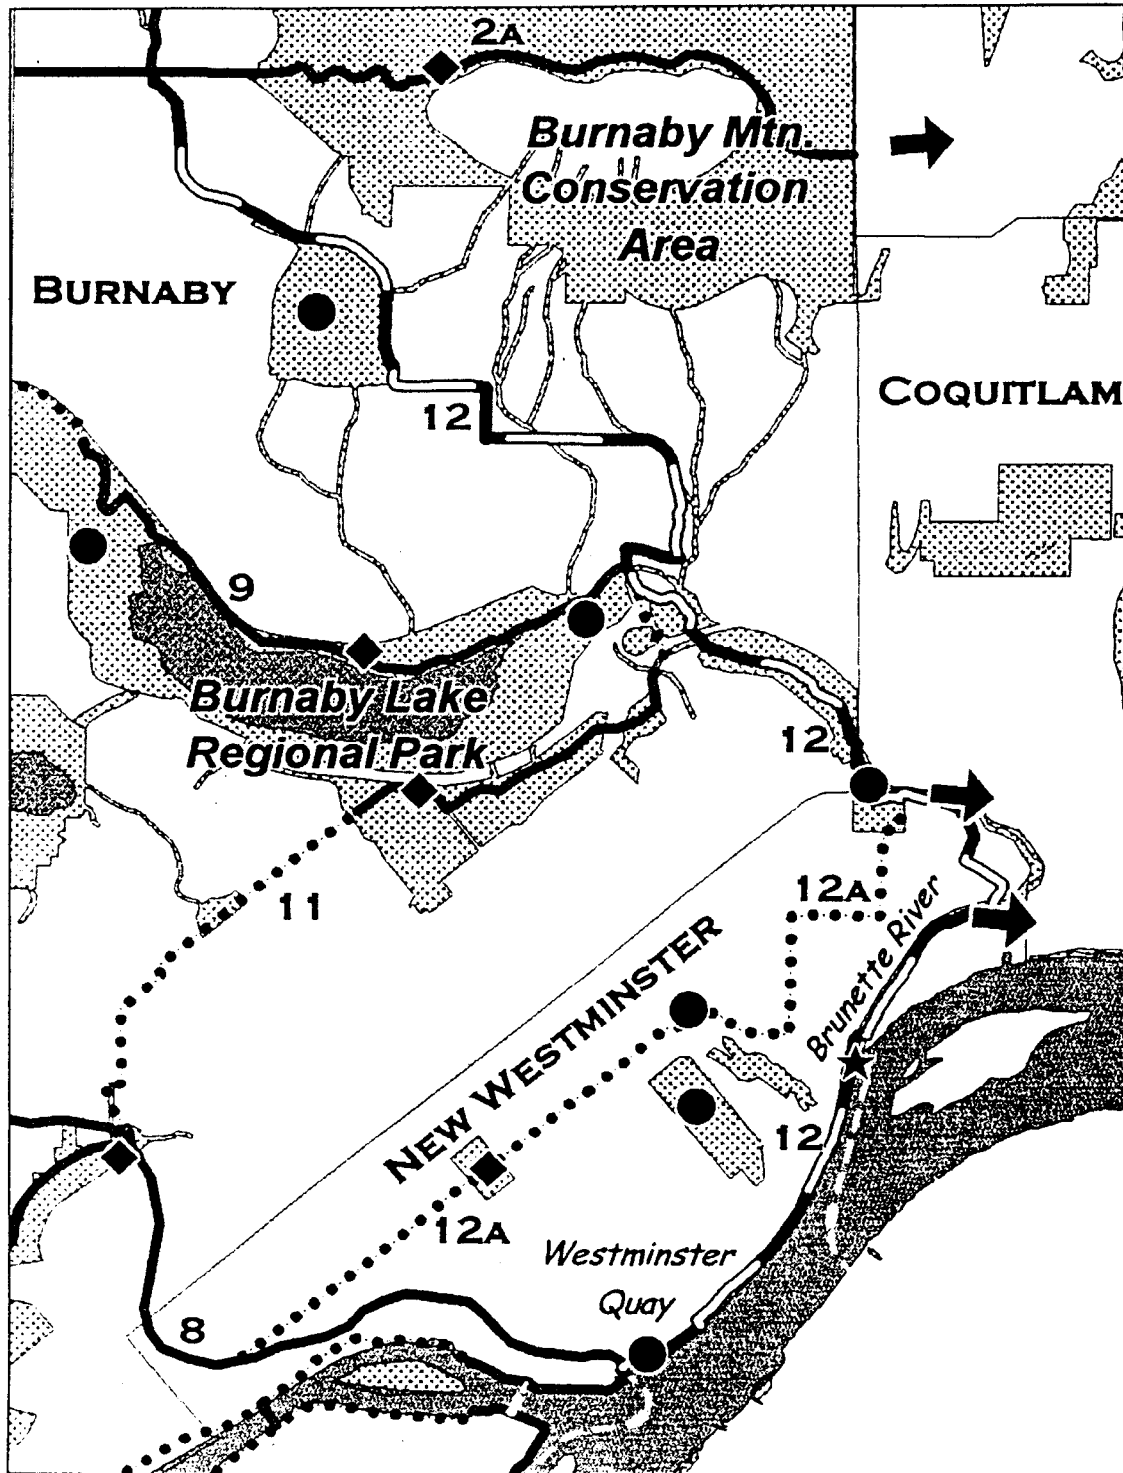 2A
Burnaby Mtn.
Conservation
Area
BURNABY
COQUITLAM
12
9
Burnaby Lake
Regional Park
12
11
12A
Brunette River
NEW WESTMINSTER
12
12A
Westminster
Quay
8